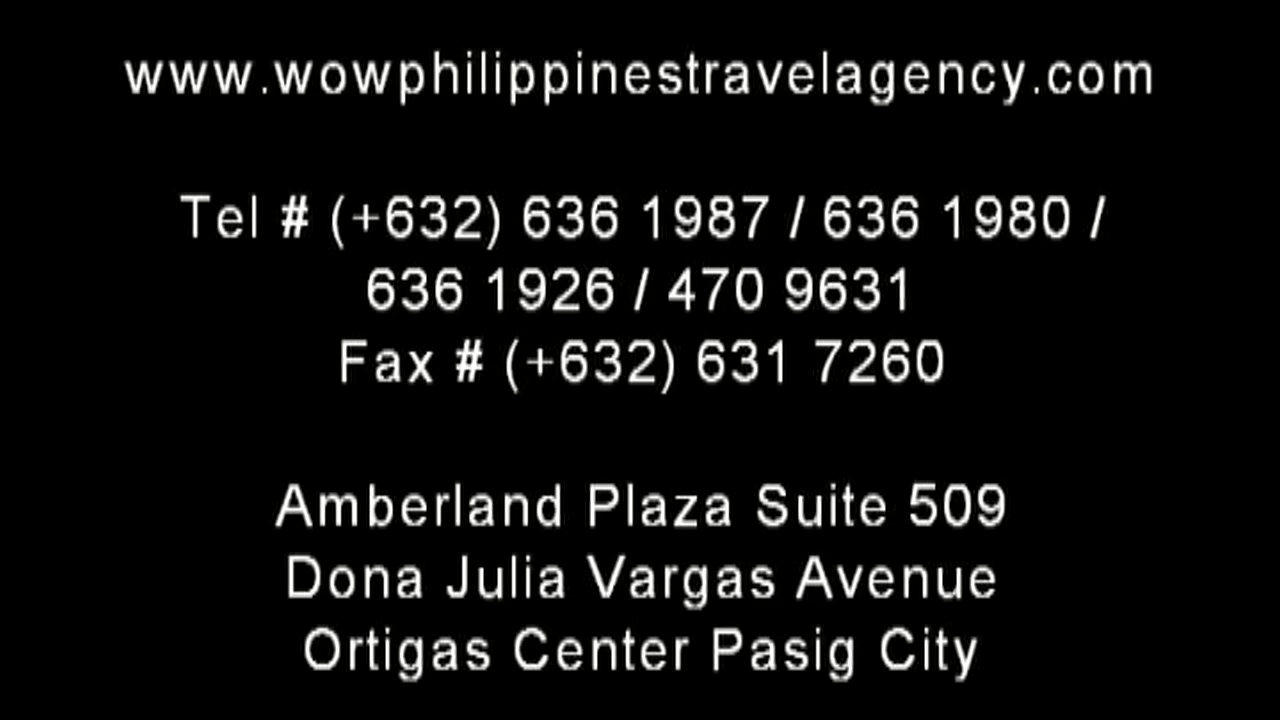 www.wowphilippinestravelagency.com
Tel # (+632) 636 1987 / 636 1980 /
636 1926 / 470 9631
Fax # (+632) 631 7260
Amberland Plaza Suite 509
Dona Julia Vargas Avenue
Ortigas Center Pasig City